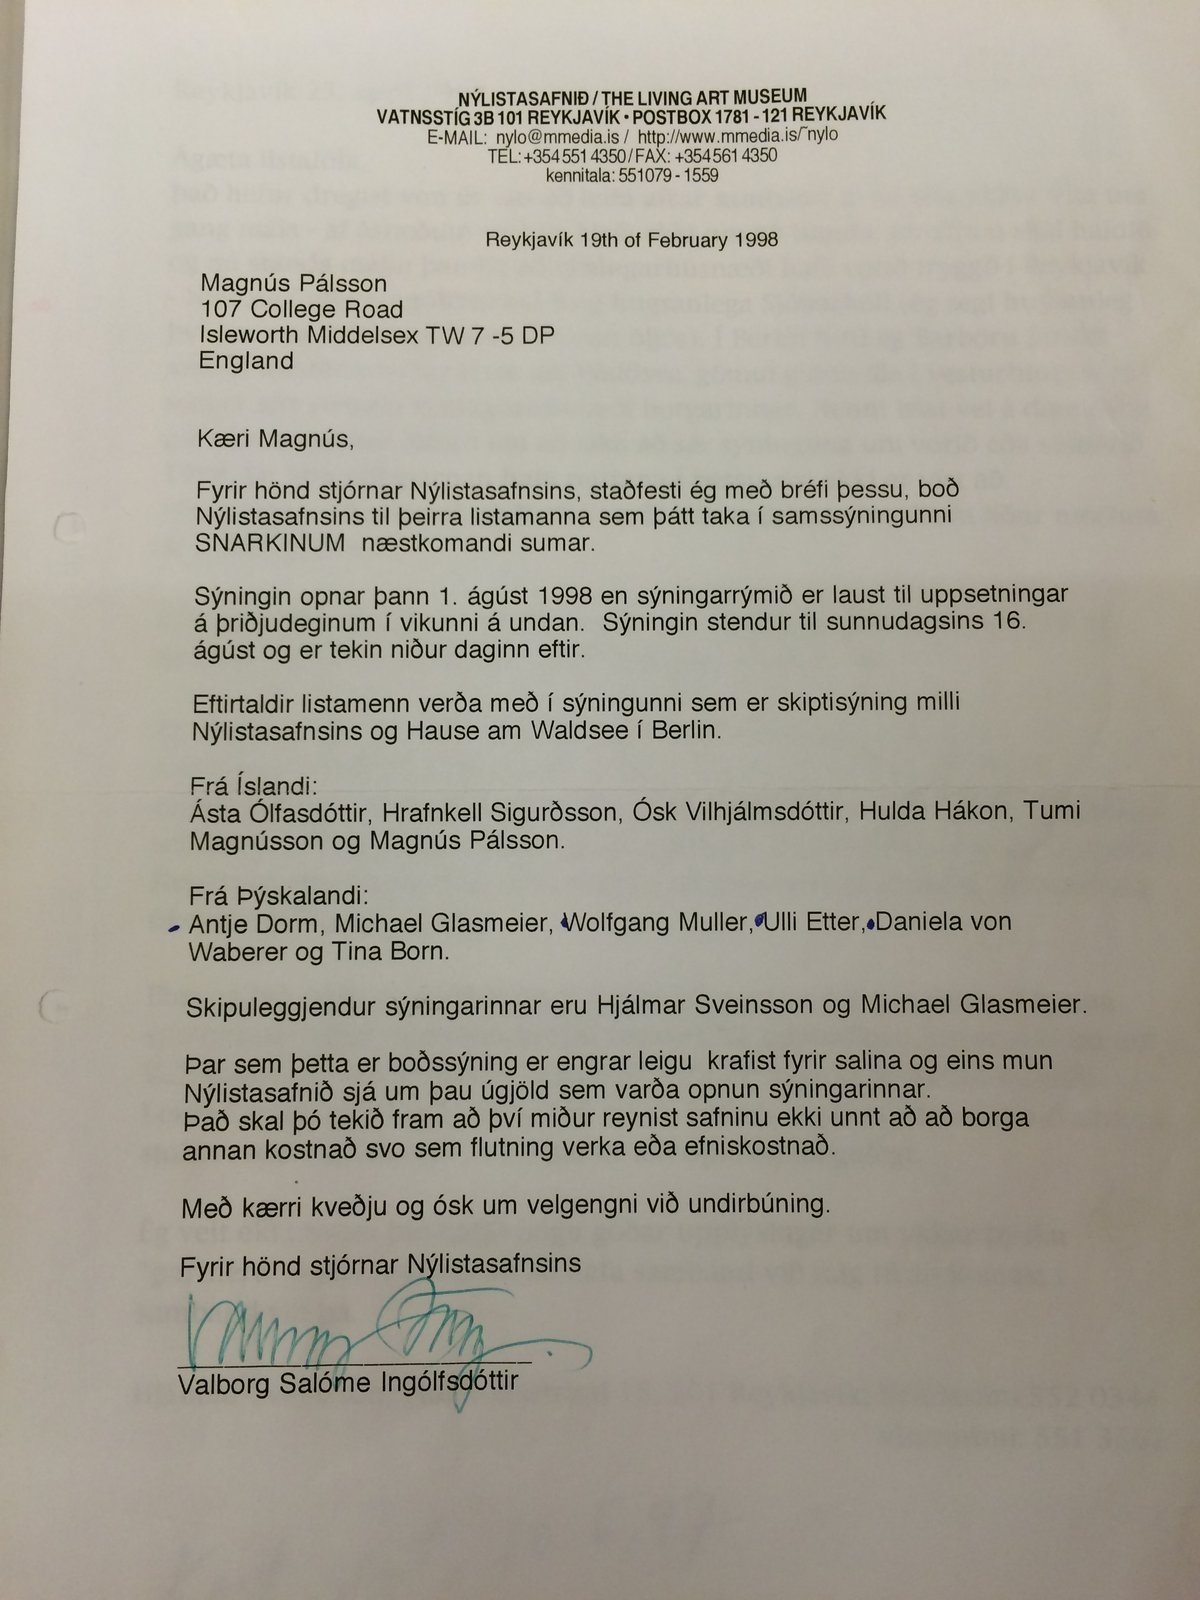 NÝLISTASAFNIÐ / THE LIVING ART MUSEUM
VATNSSTÍG 3B 101 REYKJAVÍK • POSTBOX 1781 - 121 REYKJAVÍK
E-MAIL: nylo@mmedia.is / http://www.mmedia.is/~nylo
TEL: +354 551 4350 / FAX: +354 561 4350
kennitala: 551079 - 1559
Reykjavík 19th of February 1998
Magnús Pálsson
107 College Road
Isleworth Middelsex TW 7 -5 DP
England
Kæri Magnús,
Fyrir hönd stjórnar Nýlistasafnsins, staðfesti ég með bréfi þessu, boð
Nýlistasafnsins til þeirra listamanna sem þátt taka í samssýningunni
SNARKINUM næstkomandi sumar.
Sýningin opnar þann 1. ágúst 1998 en sýningarrýmið er laust til uppsetningar
á þriðjudeginum í vikunni á undan. Sýningin stendur til sunnudagsins 16.
ágúst og er tekin niður daginn eftir.
Eftirtaldir listamenn verða með í sýningunni sem er skiptisýning milli
Nýlistasafnsins og Hause am Waldsee í Berlin.
Frá Íslandi:
Ásta Ólfasdóttir, Hrafnkell Sigurðsson, Ósk Vilhjálmsdóttir, Hulda Hákon, Tumi
Magnússon og Magnús Pálsson.
Frá Þýskalandi:
Antje Dorm, Michael Glasmeier, Wolfgang Muller, Ulli Etter, Daniela von
Waberer og Tina Born.
Skipuleggjendur sýningarinnar eru Hjálmar Sveinsson og Michael Glasmeier.
Þar sem þetta er boðssýning er engrar leigu krafist fyrir salina og eins mun
Nýlistasafnið sjá um þau úgjöld sem varða opnun sýningarinnar.
Það skal þó tekið fram að því miður reynist safninu ekki unnt að að borga
annan kostnað svo sem flutning verka eða efniskostnað.
Með kærri kveðju og ósk um velgengni við undirbúning.
Fyrir hönd stjórnar Nýlistasafnsins
Valborg Salóme Ingólfsdóttir